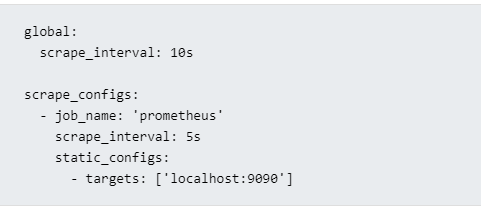 global:
  scrape_interval: 10s

scrape_configs:
  - job_name: 'prometheus'
    scrape_interval: 5s
    static_configs:
      - targets: ['localhost:9090']